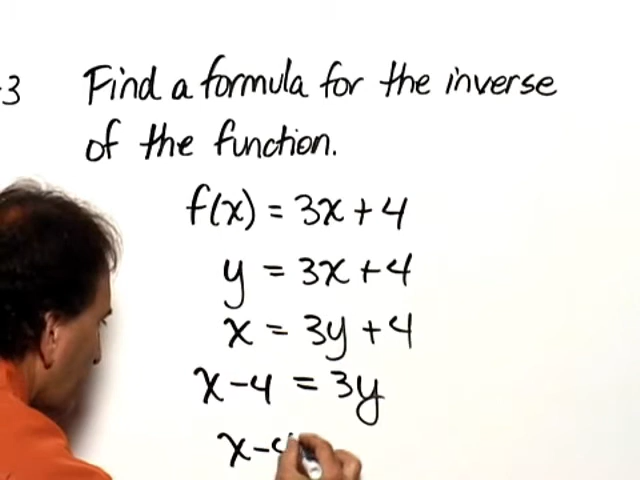 -3 Find a formula for the inverse
of the function.
f(x) = 3x + 4
y = 3x + 4
x = 3y + 4
x - 4 = 3y
x -